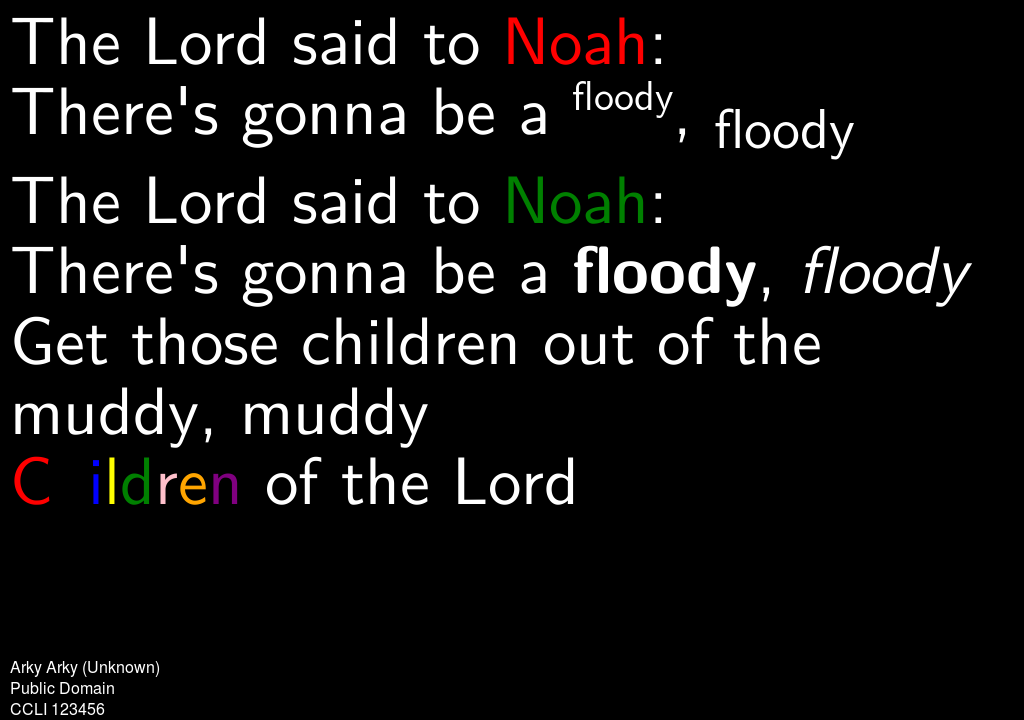 The Lord said to Noah:
There's gonna be a floody, floody
The Lord said to Noah:
There's gonna be a floody, floody
Get those children out of the
muddy, muddy
C ildren of the Lord
Arky Arky (Unknown)
Public Domain
CCLI 123456